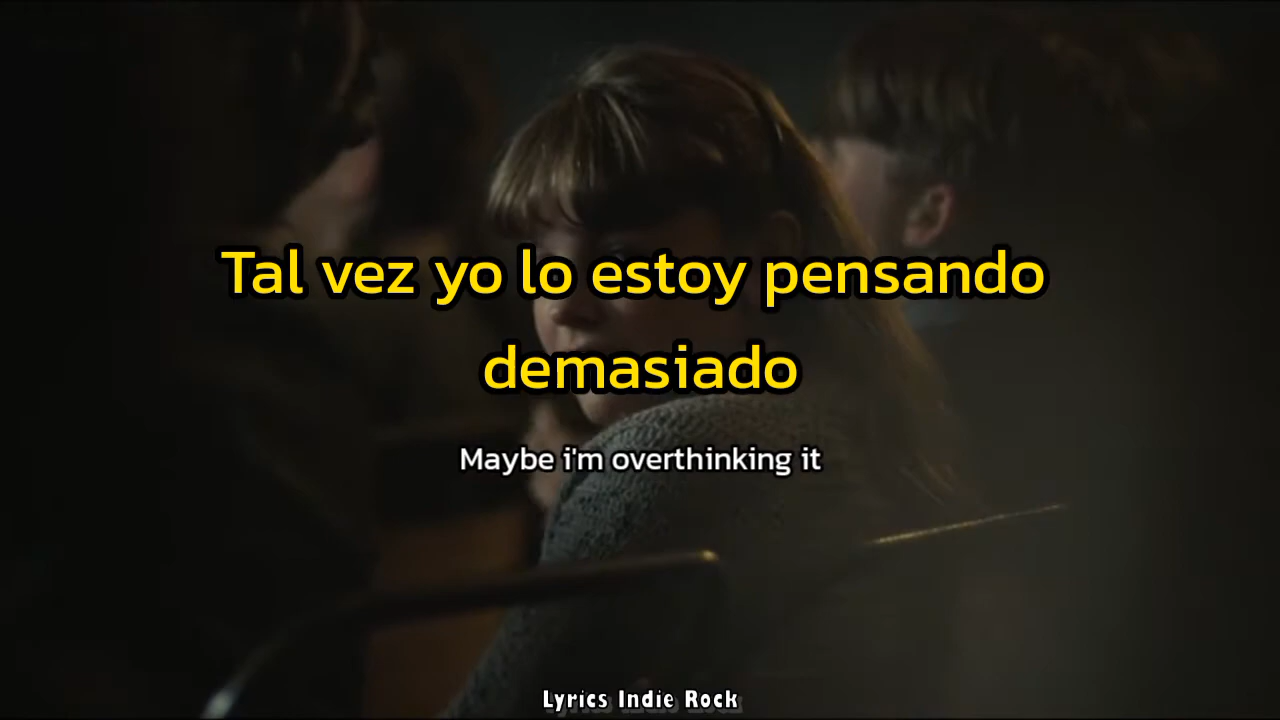 Tal vez yo lo estoy pensando
demasiado
Maybe i'm overthinking it
Lyrics Indie Rock